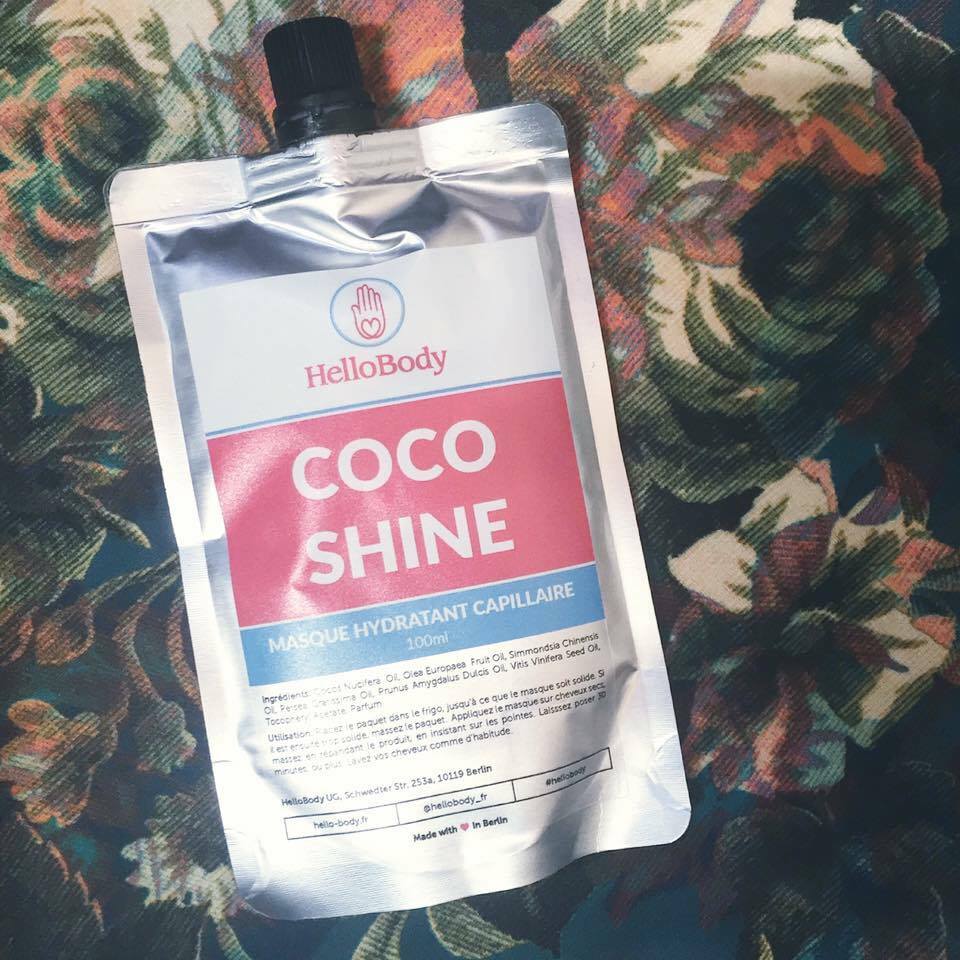 HelloBody
COCO
SHINE
MASQUE HYDRATANT CAPILLAIRE
100ml
Ingrédients: Cocos Nucifera Oil, Olea Europaea Fruit Oil, Simmondsia Chinensis
Oil, Persea Gratissima Oil, Prunus Amygdalus Dulcis Oil, Vitis Vinifera Seed Oil,
Tocopheryl Acetate, Parfum
Utilisation: Placez le paquet dans le frigo, jusqu'à ce que le masque soit solide. Si
il est ensuite trop solide, massez le paquet. Appliquez le masque sur cheveux secs,
massez en répandant le produit, en insistant sur les pointes. Laisssez poser 30
minutes, ou plus. Lavez vos cheveux comme d'habitude.
HelloBody UG, Schwedter Str. 253a, 10119 Berlin
hello-body.fr @hellobody_fr #hellobody
Made with ❤ in Berlin